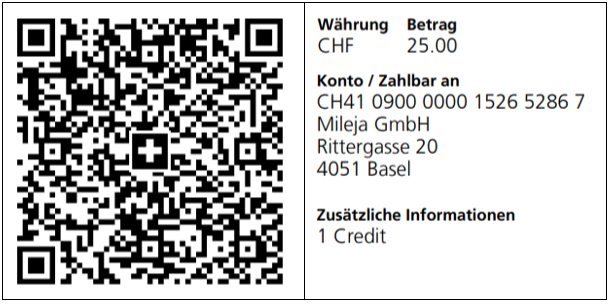 Währung Betrag
CHF 25.00
Konto / Zahlbar an
CH41 0900 0000 1526 5286 7
Mileja GmbH
Rittergasse 20
4051 Basel
Zusätzliche Informationen
1 Credit